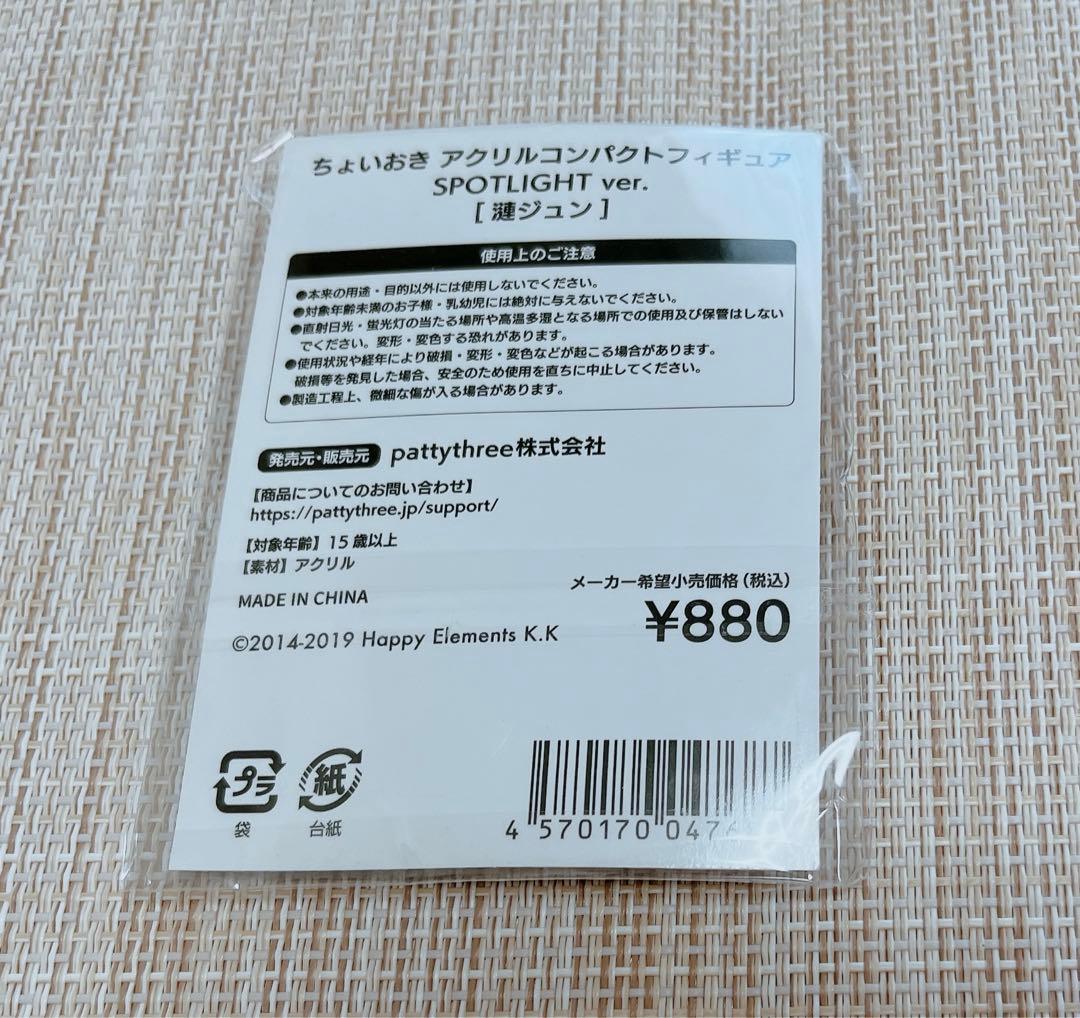 ちょいおき アクリルコンパクトフィギュア
SPOTLIGHT ver.
[ 漣ジュン ]
使用上のご注意
●本来の用途・目的以外には使用しないでください。
●対象年齢未満のお子様・乳幼児には絶対に与えないでください。
●直射日光・蛍光灯の当たる場所や高温多湿となる場所での使用及び保管はしない
でください。変形・変色する恐れがあります。
●使用状況や経年により破損・変形・変色などが起こる場合があります。
破損等を発見した場合、安全のため使用を直ちに中止してください。
●製造工程上、微細な傷が入る場合があります。
発売元・販売元 pattythree株式会社
【商品についてのお問い合わせ】
https://pattythree.jp/support/
【対象年齢】15歳以上
【素材】アクリル
MADE IN CHINA
メーカー希望小売価格(税込)
¥880
©2014-2019 Happy Elements K.K
プラ
袋
紙
台紙
4 570170 047